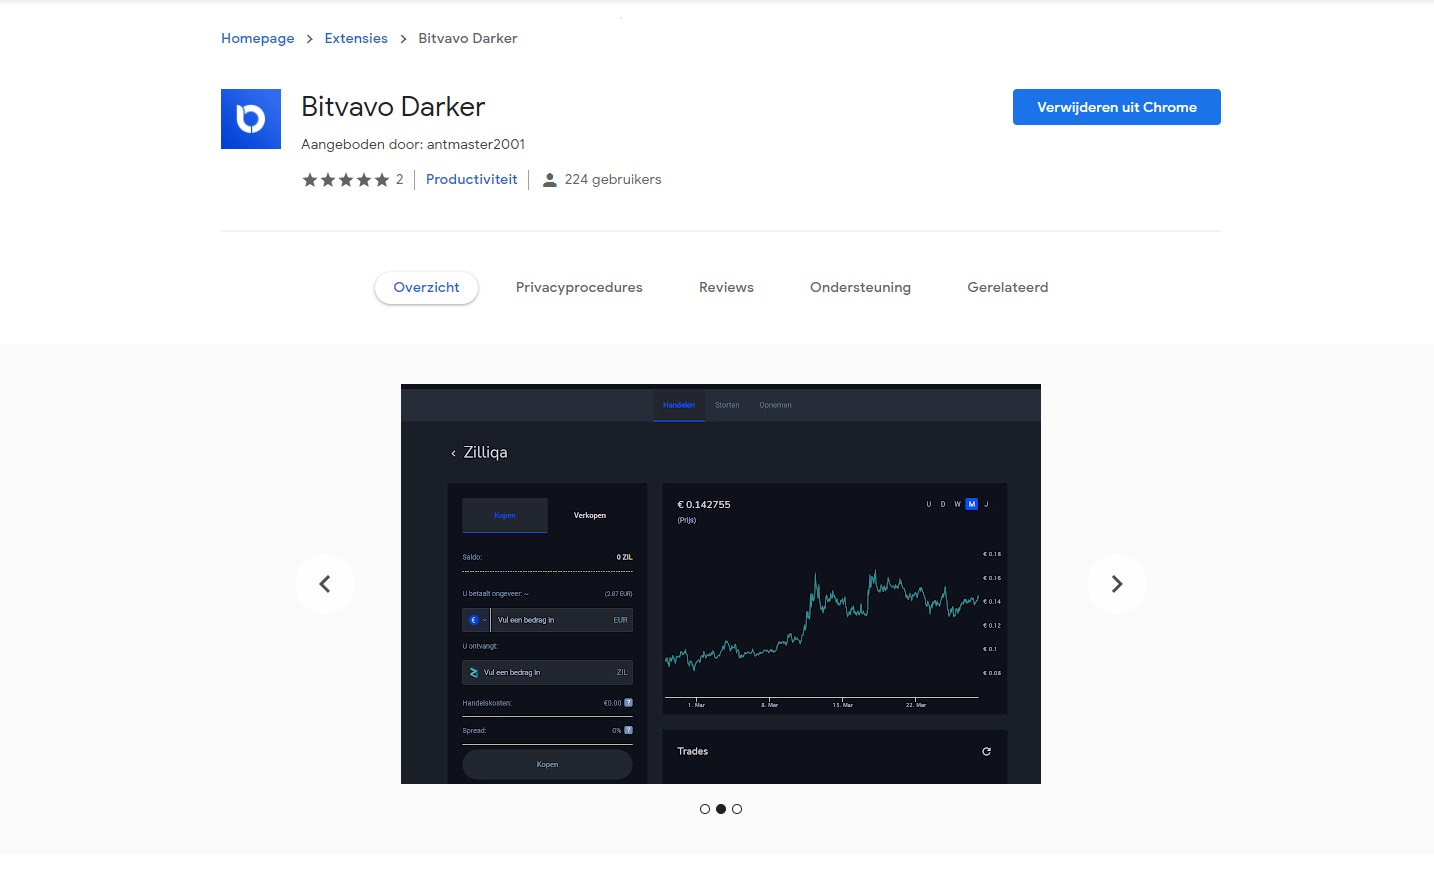 Homepage > Extensies > Bitvavo Darker
Bitvavo Darker
Verwijderen uit Chrome
Aangeboden door: antmaster2001
2 Productiviteit 224 gebruikers
Overzicht Privacyprocedures Reviews Ondersteuning Gerelateerd
Handelen Storten Opnemen
‹ Zilliqa
Kopen Verkopen
Saldo: 0 ZIL
U betaalt ongeveer: ~ (2.87 EUR)
€ Vul een bedrag in EUR
U ontvangt:
Vul een bedrag in ZIL
Handelskosten: €0.00 ?
Spread: 0% ?
Kopen
€ 0.142755
(Prijs)
U D W M J
€ 0.18
€ 0.16
€ 0.14
€ 0.12
€ 0.1
€ 0.08
1. Mar 8. Mar 15. Mar 22. Mar
Trades